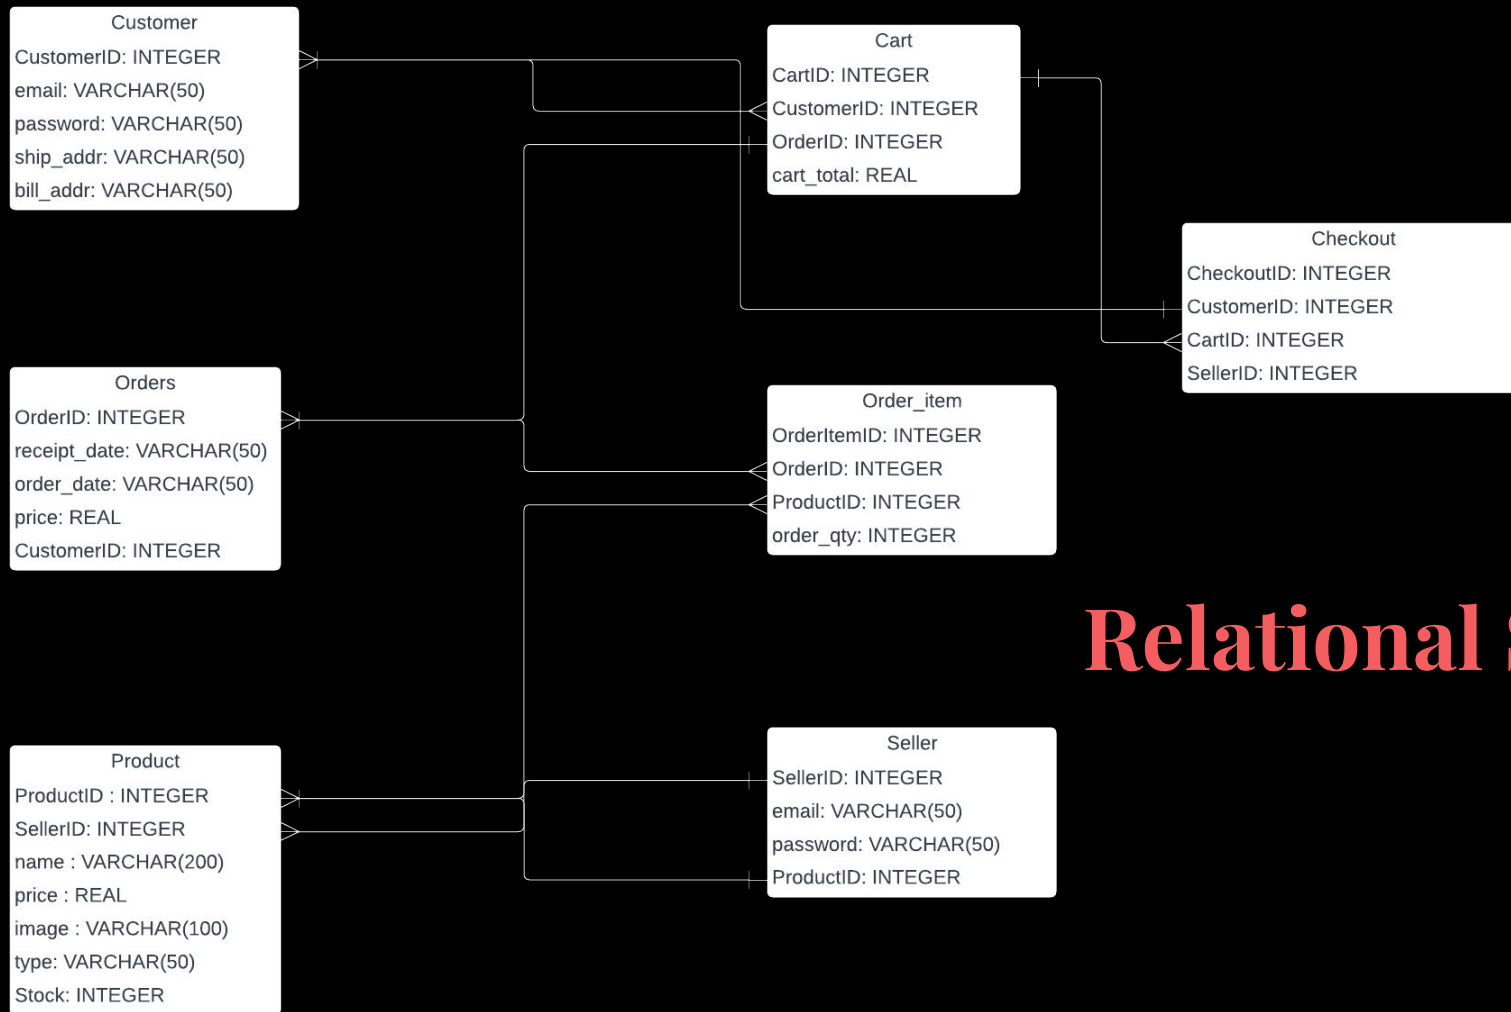 Customer
CustomerID: INTEGER
email: VARCHAR(50)
password: VARCHAR(50)
ship_addr: VARCHAR(50)
bill_addr: VARCHAR(50)
Cart
CartID: INTEGER
CustomerID: INTEGER
OrderID: INTEGER
cart_total: REAL
Checkout
CheckoutID: INTEGER
CustomerID: INTEGER
CartID: INTEGER
SellerID: INTEGER
Orders
OrderID: INTEGER
receipt_date: VARCHAR(50)
order_date: VARCHAR(50)
price: REAL
CustomerID: INTEGER
Order_item
OrderItemID: INTEGER
OrderID: INTEGER
ProductID: INTEGER
order_qty: INTEGER
Relational
Product
ProductID : INTEGER
SellerID: INTEGER
name : VARCHAR(200)
price : REAL
image : VARCHAR(100)
type: VARCHAR(50)
Stock: INTEGER
Seller
SellerID: INTEGER
email: VARCHAR(50)
password: VARCHAR(50)
ProductID: INTEGER